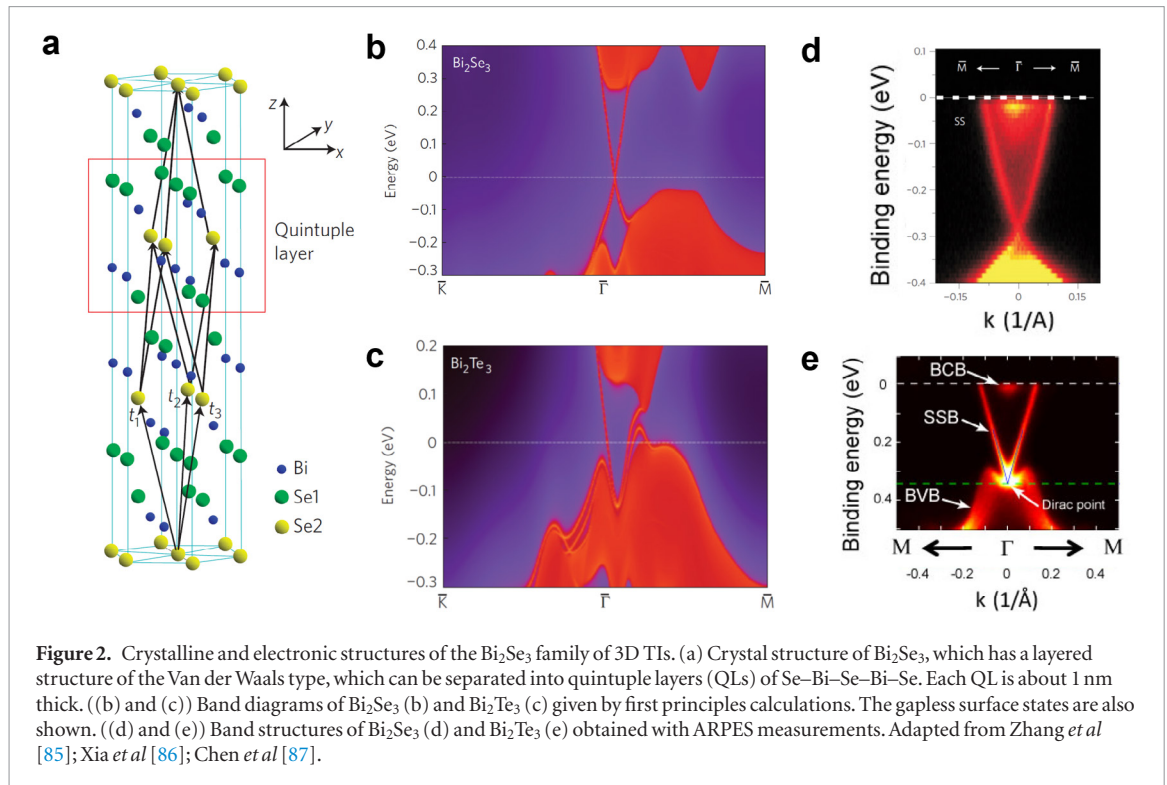 a
z
y
x
Quintuple
layer
t1
t2
t3
Bi
Se1
Se2
b
Bi2Se3
Energy (eV)
0.4
0.3
0.2
0.1
0
−0.1
−0.2
−0.3
K̄
Γ̄
M̄
c
Bi2Te3
Energy (eV)
0.2
0.1
0
−0.1
−0.2
−0.3
K̄
Γ̄
M̄
d
M̄ ← Γ̄ → M̄
SS
Binding energy (eV)
0.1
0
-0.1
-0.2
-0.3
-0.4
-0.15 0 0.15
k (1/A)
e
BCB
SSB
BVB
Dirac point
Binding energy (eV)
0
0.2
0.4
M Γ M
-0.4 -0.2 0 0.2 0.4
k (1/Å)
Figure 2. Crystalline and electronic structures of the Bi2Se3 family of 3D TIs. (a) Crystal structure of Bi2Se3, which has a layered
structure of the Van der Waals type, which can be separated into quintuple layers (QLs) of Se–Bi–Se–Bi–Se. Each QL is about 1 nm
thick. ((b) and (c)) Band diagrams of Bi2Se3 (b) and Bi2Te3 (c) given by first principles calculations. The gapless surface states are also
shown. ((d) and (e)) Band structures of Bi2Se3 (d) and Bi2Te3 (e) obtained with ARPES measurements. Adapted from Zhang et al
[85]; Xia et al [86]; Chen et al [87].